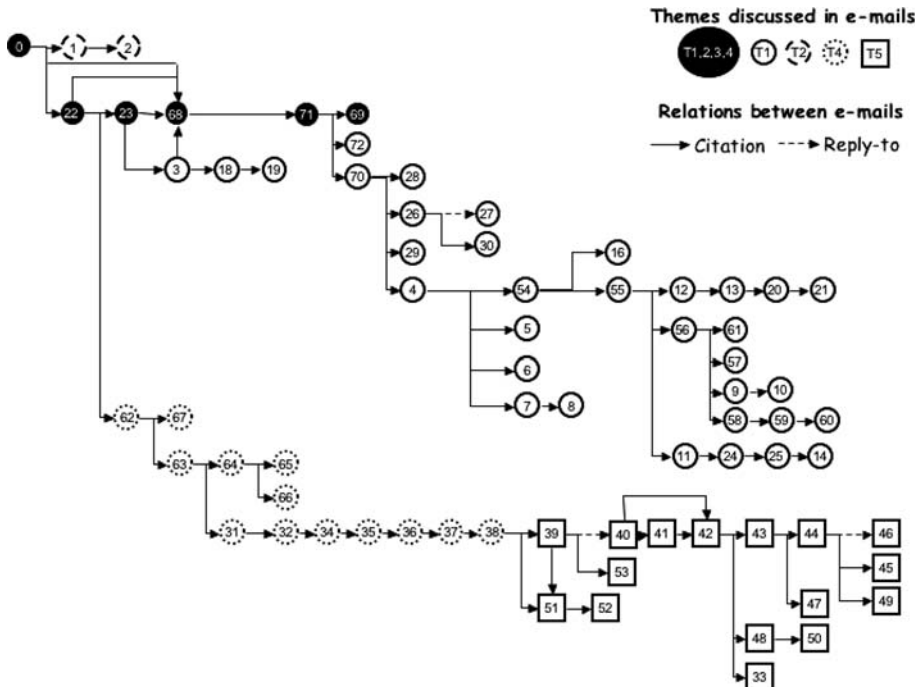 Themes discussed in e-mails
T1,2,3,4 T1 T2 T4 T5
Relations between e-mails
Citation Reply-to
0 1 2
22 23 68 71 69
72
3 18 19 70 28
26 27
30
29 16
4 54 55 12 13 20 21
5 56 61
57
6
9 10
7 8
62 67 58 59 60
63 64 65 11 24 25 14
66
31 32 34 35 36 37 38 39 40 41 42 43 44 46
53 45
51 52 47 49
48 50
33